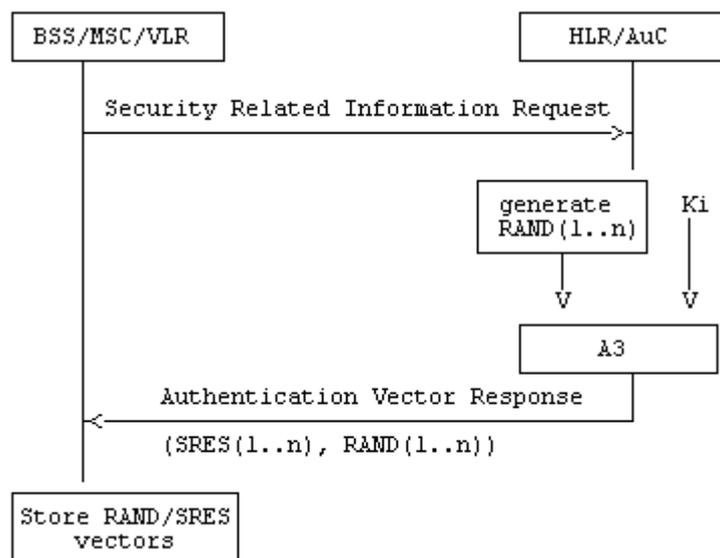 BSS/MSC/VLR
HLR/AuC
Security Related Information Request
generate
RAND(1..n)
Ki
V
V
A3
Authentication Vector Response
(SRES(1..n), RAND(1..n))
Store RAND/SRES
vectors